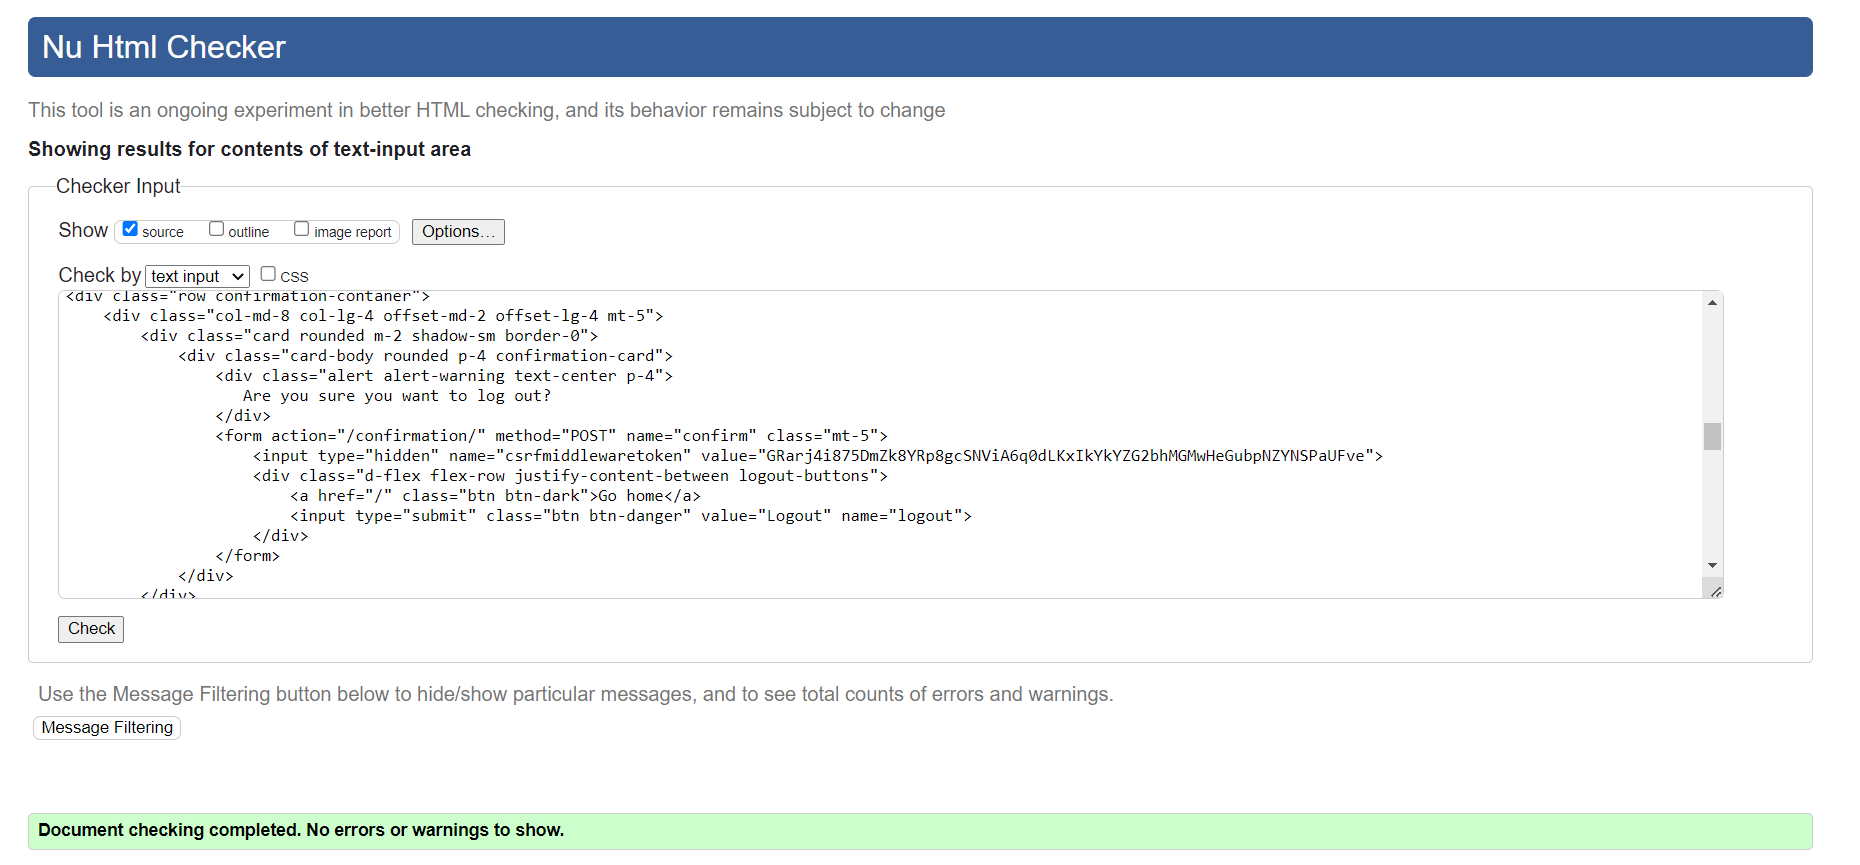 Nu Html Checker
This tool is an ongoing experiment in better HTML checking, and its behavior remains subject to change
Showing results for contents of text-input area
Checker Input
Show source outline image report Options...
Check by text input CSS
<div class="row confirmation-contaner">
<div class="col-md-8 col-lg-4 offset-md-2 offset-lg-4 mt-5">
<div class="card rounded m-2 shadow-sm border-0">
<div class="card-body rounded p-4 confirmation-card">
<div class="alert alert-warning text-center p-4">
Are you sure you want to log out?
</div>
<form action="/confirmation/" method="POST" name="confirm" class="mt-5">
<input type="hidden" name="csrfmiddlewaretoken" value="GRarj4i875DmZk8YRp8gcSNViA6q0dLKxIkYkYZG2bhMGMwHeGubpNZYNSPaUFve">
<div class="d-flex flex-row justify-content-between logout-buttons">
<a href="/" class="btn btn-dark">Go home</a>
<input type="submit" class="btn btn-danger" value="Logout" name="logout">
</div>
</form>
</div>
</div>
Check
Use the Message Filtering button below to hide/show particular messages, and to see total counts of errors and warnings.
Message Filtering
Document checking completed. No errors or warnings to show.